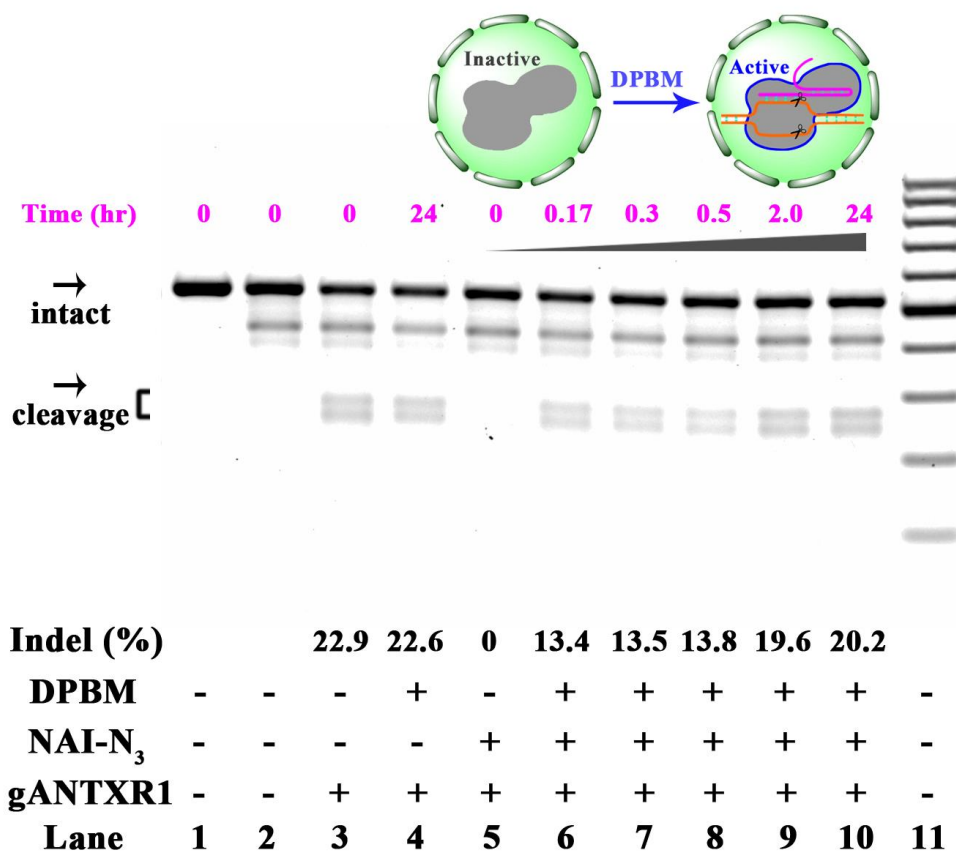 Inactive
DPBM
Active
Time (hr) 0 0 0 24 0 0.17 0.3 0.5 2.0 24
→
intact
→
cleavage
Indel (%) 22.9 22.6 0 13.4 13.5 13.8 19.6 20.2
DPBM - - - + - + + + + + -
NAI-N₃ - - - - + + + + + + -
gANTXR1 - - + + + + + + + + -
Lane 1 2 3 4 5 6 7 8 9 10 11